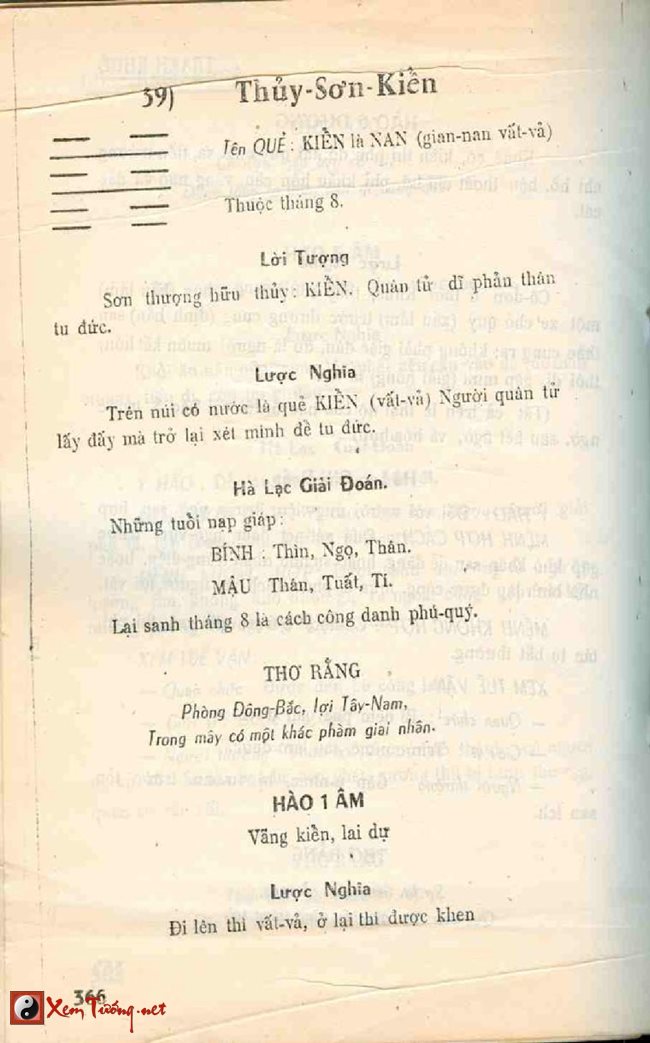 39) Thủy-Sơn-Kiển
Tên QUẺ : KIỂN là NAN (gian-nan vất-vả)
Thuộc tháng 8.
Lời Tượng
Sơn thượng hữu thủy : KIỂN. Quân tử dĩ phản thân
tu đức.
Lược Nghĩa
Trên núi có nước là quẻ KIỂN (vất-vả) Người quân tử
lấy đấy mà trở lại xét mình để tu đức.
Hà Lạc Giải Đoán.
Những tuổi nạp giáp :
BÍNH : Thìn, Ngọ, Thân.
MẬU Thân, Tuất, Tí.
Lại sanh tháng 8 là cách công danh phú-quý.
THƠ RẰNG
Phòng Đông-Bắc, lợi Tây-Nam,
Trong mây có một khác phàm giai nhân.
HÀO 1 ÂM
Vãng kiển, lai dự
Lược Nghĩa
Đi lên thì vất-vả, ở lại thì được khen
366
XemTướng.net